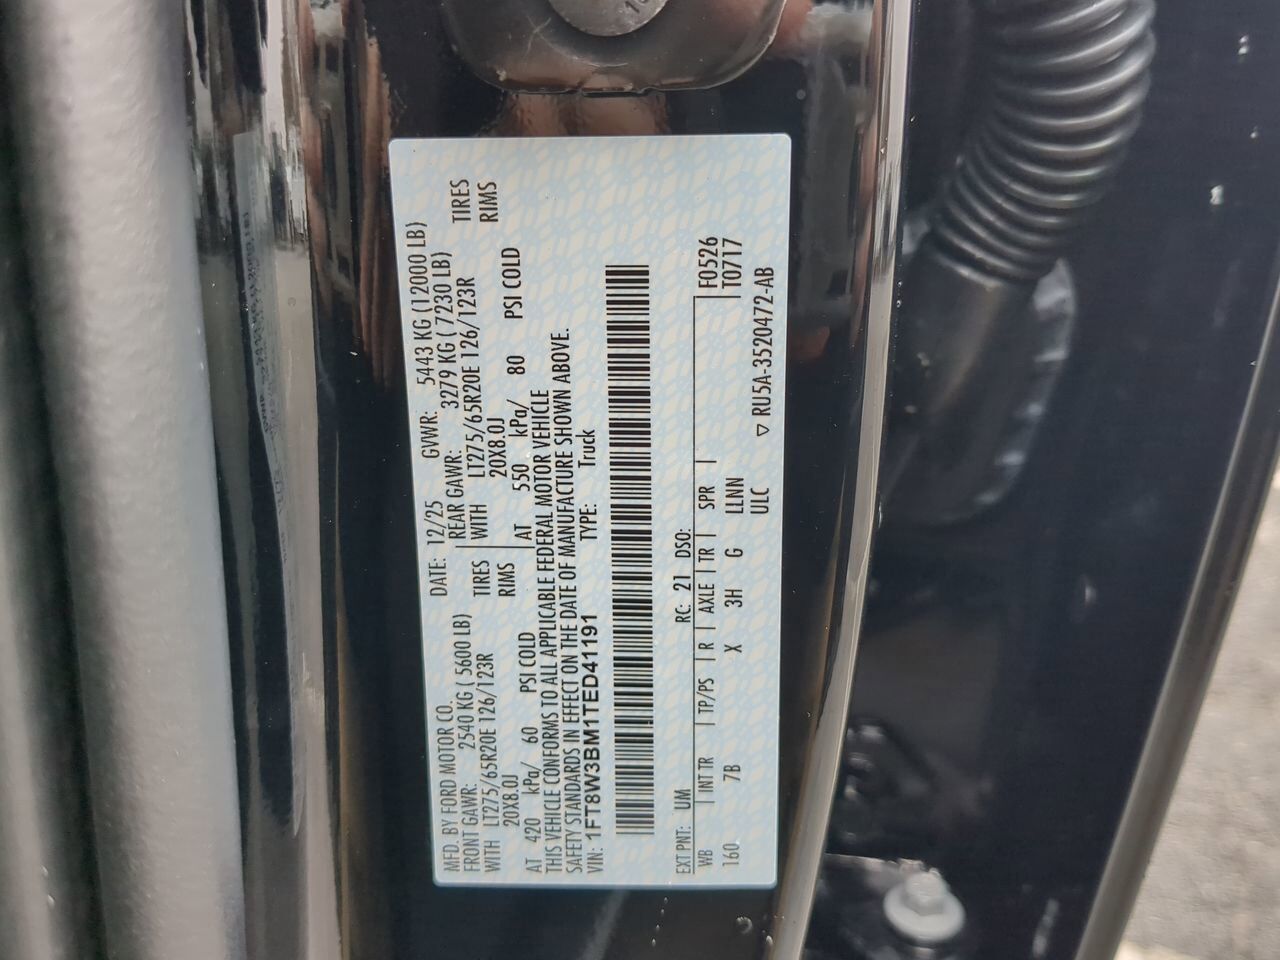 MFD. BY FORD MOTOR CO. DATE: 12/25 GVWR: 5443 KG (12000 LB)
FRONT GAWR: 2540 KG (5600 LB) REAR GAWR: 3279 KG (7230 LB)
WITH LT275/65R20E 126/123R TIRES WITH LT275/65R20E 126/123R TIRES
20X8.0J RIMS 20X8.0J RIMS
AT 420 kPa/ 60 PSI COLD AT 550 kPa/ 80 PSI COLD
THIS VEHICLE CONFORMS TO ALL APPLICABLE FEDERAL MOTOR VEHICLE
SAFETY STANDARDS IN EFFECT ON THE DATE OF MANUFACTURE SHOWN ABOVE.
VIN: 1FT8W3BM1TED41191 TYPE: Truck
EXT PNT: UM RC: 21 DSO:
WB INT TR TP/PS R AXLE TR SPR F0526
160 7B X 3H G LLNN T0717
ULC ▽ RU5A-3520472-AB